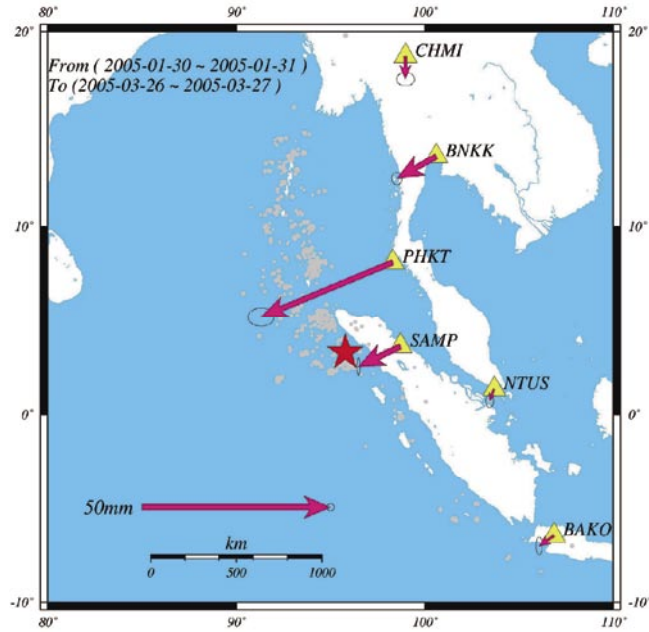 80° 90° 100° 110°
20° 20°
CHMI
From ( 2005-01-30 ~ 2005-01-31 )
To (2005-03-26 ~ 2005-03-27)
BNKK
10° 10°
PHKT
SAMP
NTUS
0° 0°
50mm
BAKO
km
0 500 1000
-10° -10°
80° 90° 100° 110°